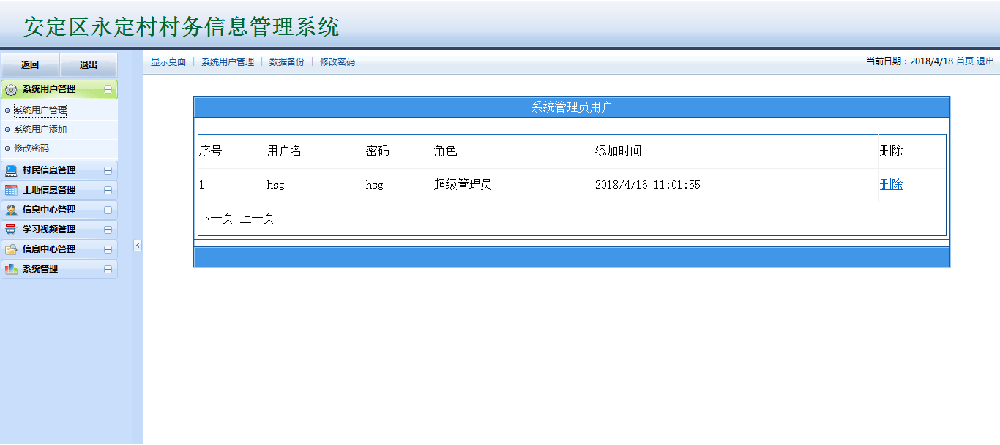 安定区永定村村务信息管理系统
返回 退出
显示桌面 系统用户管理 数据备份 修改密码 当前日期：2018/4/18 首页 退出
系统用户管理
系统用户管理
系统用户添加
修改密码
村民信息管理
土地信息管理
信息中心管理
学习视频管理
信息中心管理
系统管理
系统管理员用户
序号 用户名 密码 角色 添加时间 删除
1 hsg hsg 超级管理员 2018/4/16 11:01:55 删除
下一页 上一页